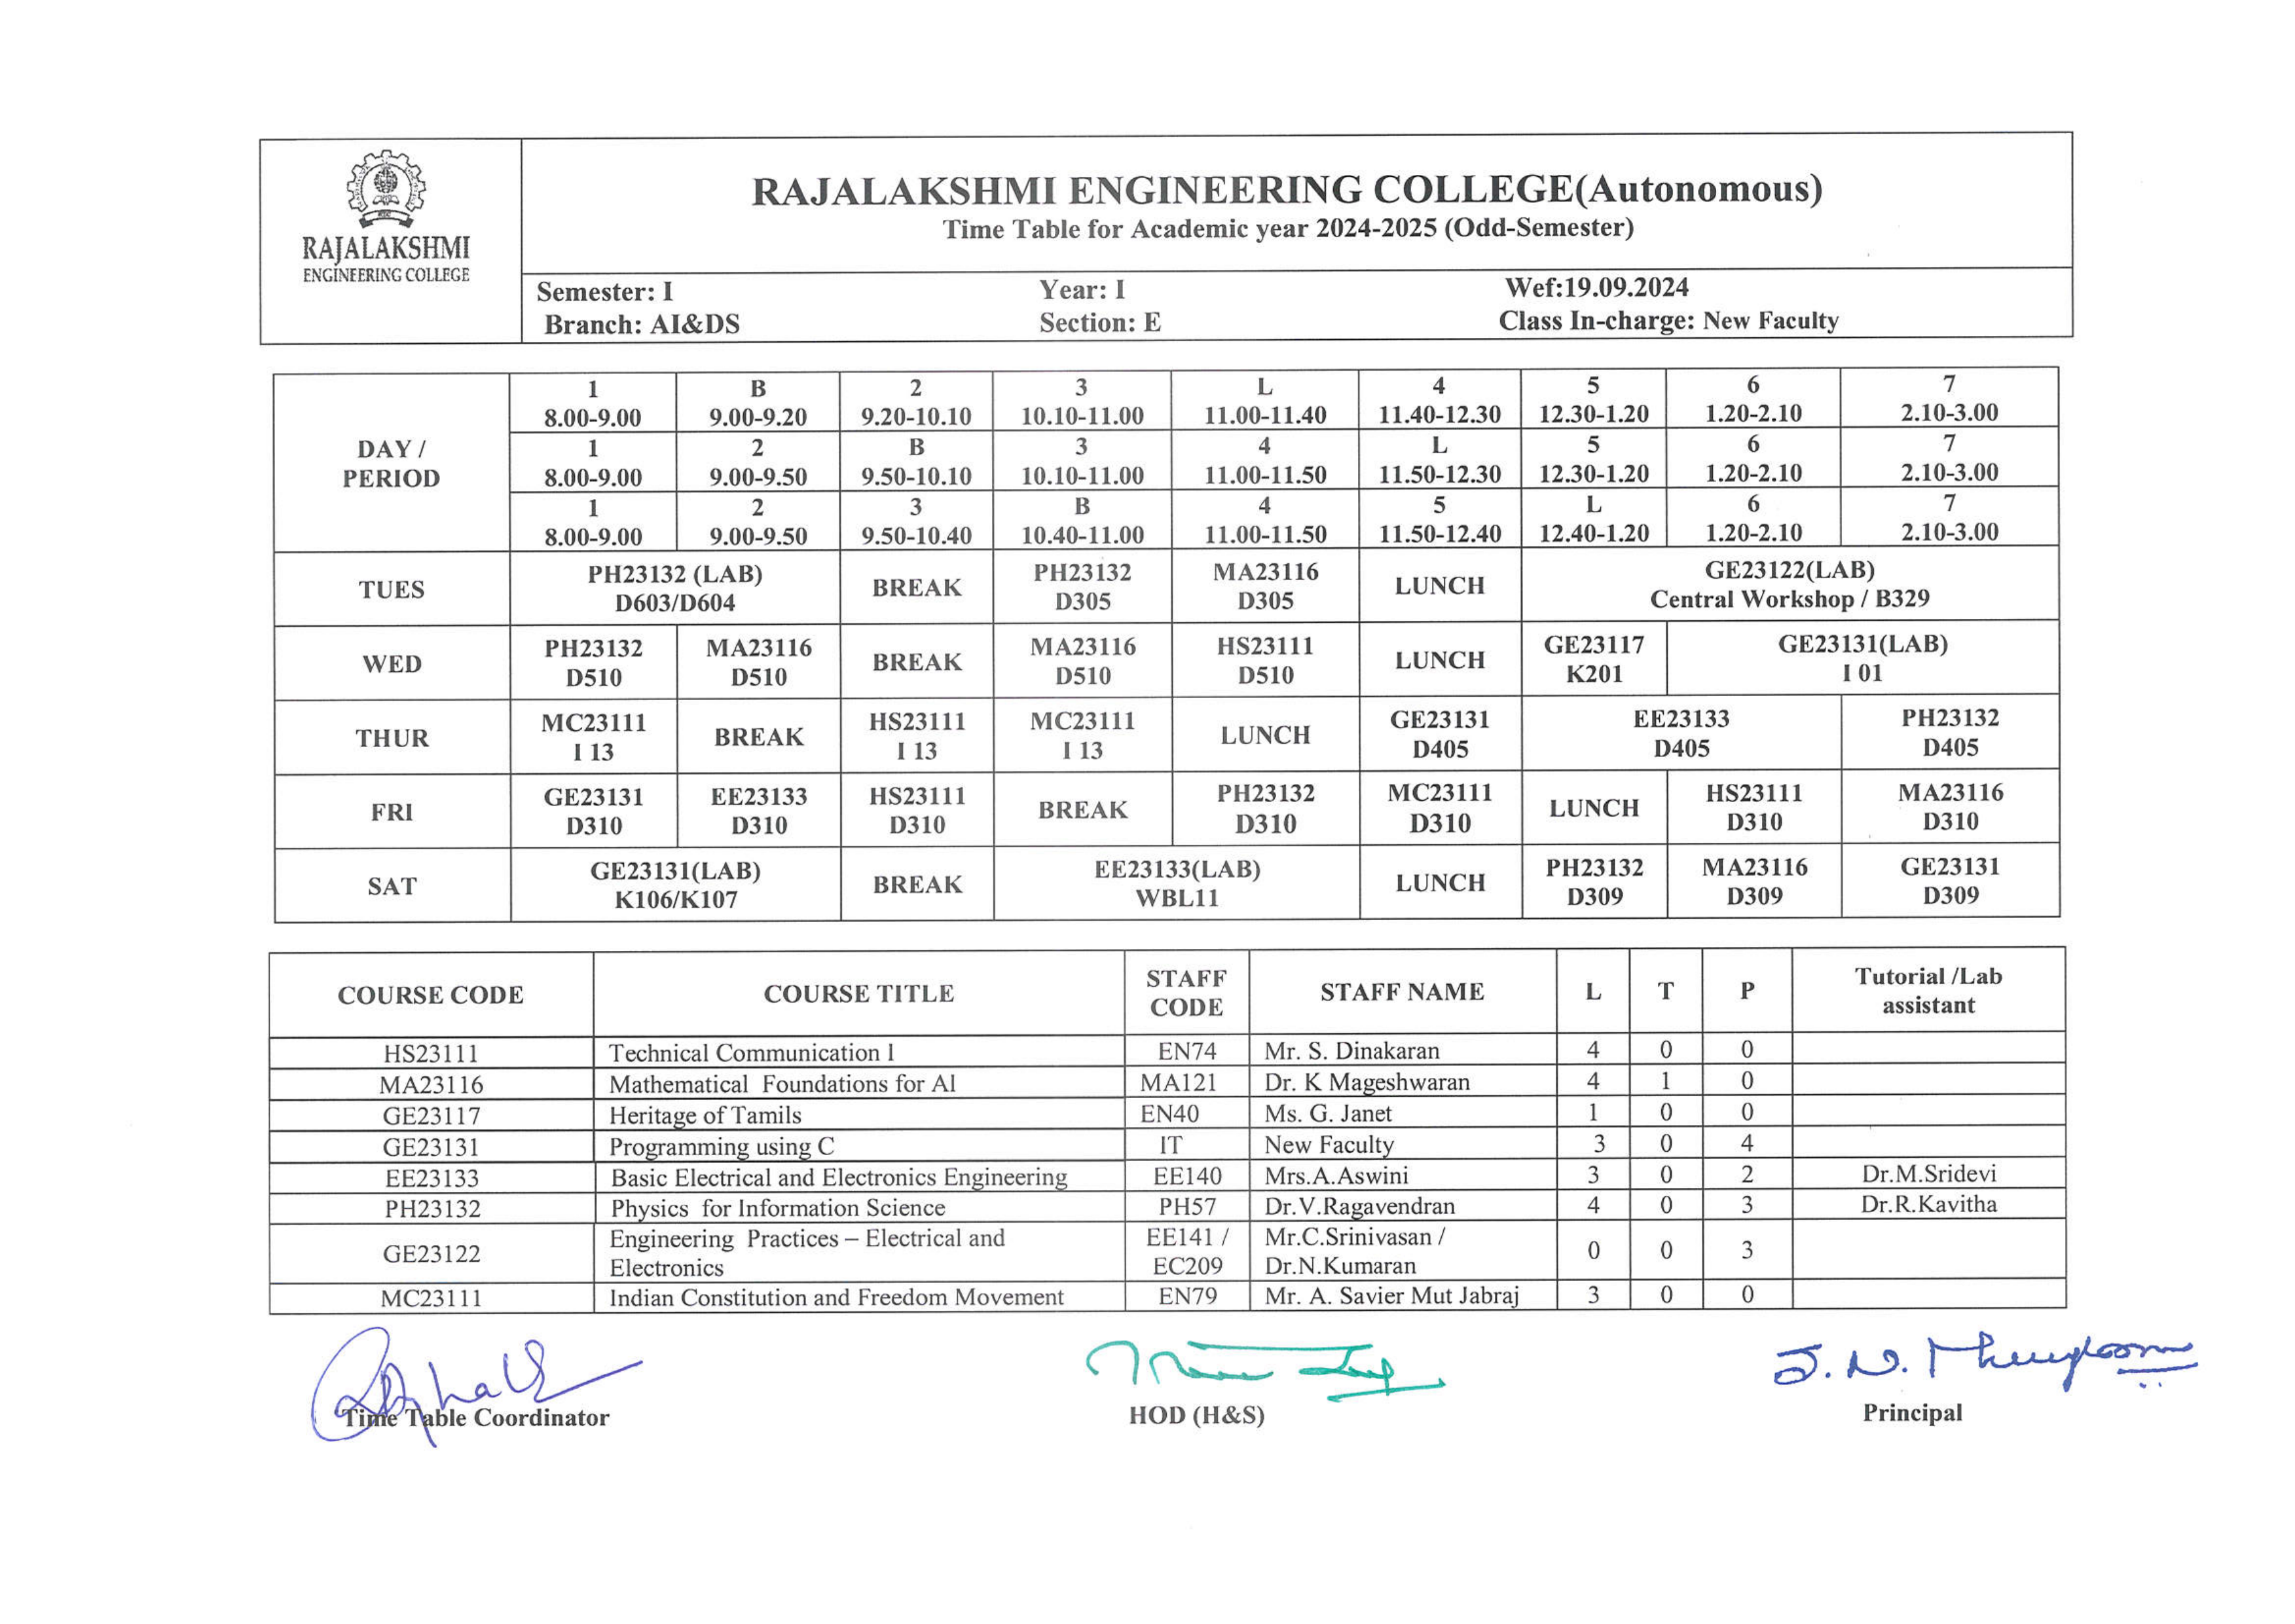 RAJALAKSHMI
ENGINEERING COLLEGE
RAJALAKSHMI ENGINEERING COLLEGE(Autonomous)
Time Table for Academic year 2024-2025 (Odd-Semester)
Semester: I Year: I Wef:19.09.2024
Branch: AI&DS Section: E Class In-charge: New Faculty
DAY / PERIOD
1 B 2 3 L 4 5 6 7
8.00-9.00 9.00-9.20 9.20-10.10 10.10-11.00 11.00-11.40 11.40-12.30 12.30-1.20 1.20-2.10 2.10-3.00
1 2 B 3 4 L 5 6 7
8.00-9.00 9.00-9.50 9.50-10.10 10.10-11.00 11.00-11.50 11.50-12.30 12.30-1.20 1.20-2.10 2.10-3.00
1 2 3 B 4 5 L 6 7
8.00-9.00 9.00-9.50 9.50-10.40 10.40-11.00 11.00-11.50 11.50-12.40 12.40-1.20 1.20-2.10 2.10-3.00
TUES PH23132 (LAB) BREAK PH23132 MA23116 LUNCH GE23122(LAB)
D603/D604 D305 D305 Central Workshop / B329
WED PH23132 MA23116 BREAK MA23116 HS23111 LUNCH GE23117 GE23131(LAB)
D510 D510 D510 D510 K201 I 01
THUR MC23111 BREAK HS23111 MC23111 LUNCH GE23131 EE23133 PH23132
I 13 I 13 I 13 D405 D405 D405
FRI GE23131 EE23133 HS23111 BREAK PH23132 MC23111 LUNCH HS23111 MA23116
D310 D310 D310 D310 D310 D310 D310
SAT GE23131(LAB) BREAK EE23133(LAB) LUNCH PH23132 MA23116 GE23131
K106/K107 WBL11 D309 D309 D309
COURSE CODE COURSE TITLE STAFF CODE STAFF NAME L T P Tutorial /Lab assistant
HS23111 Technical Communication I EN74 Mr. S. Dinakaran 4 0 0
MA23116 Mathematical Foundations for AI MA121 Dr. K Mageshwaran 4 1 0
GE23117 Heritage of Tamils EN40 Ms. G. Janet 1 0 0
GE23131 Programming using C IT New Faculty 3 0 4
EE23133 Basic Electrical and Electronics Engineering EE140 Mrs.A.Aswini 3 0 2 Dr.M.Sridevi
PH23132 Physics for Information Science PH57 Dr.V.Ragavendran 4 0 3 Dr.R.Kavitha
GE23122 Engineering Practices – Electrical and Electronics EE141 / EC209 Mr.C.Srinivasan / Dr.N.Kumaran 0 0 3
MC23111 Indian Constitution and Freedom Movement EN79 Mr. A. Savier Mut Jabraj 3 0 0
Time Table Coordinator HOD (H&S) Principal